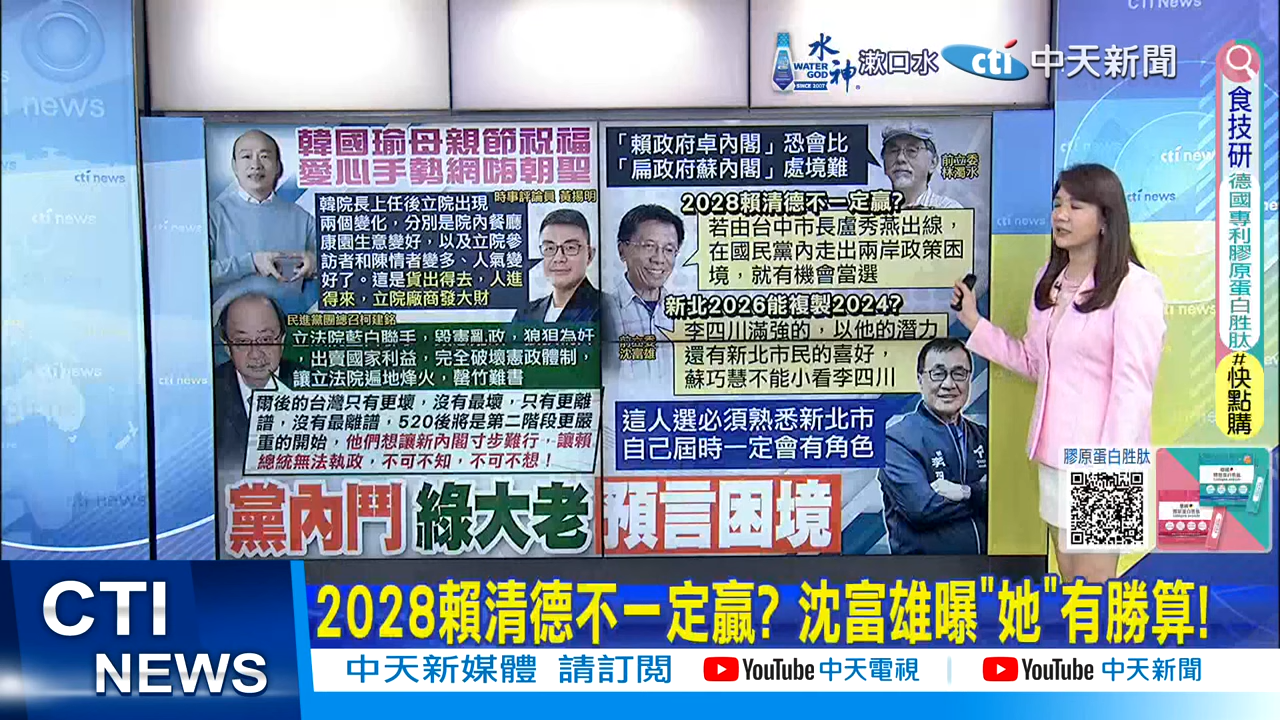 cti news
水神
WATER GOD
SINCE 2007
漱口水
cti 中天新聞
食技研
德國專利膠原蛋白胜肽
#快點購
韓國瑜母親節祝福
愛心手勢網嗨朝聖
時事評論員 黃揚明
韓院長上任後立院出現
兩個變化，分別是院內餐廳
康園生意變好，以及立院參
訪者和陳情者變多、人氣變
好了。這是貨出得去，人進
得來，立院廠商發大財
民進黨團總召柯建銘
立法院藍白聯手，毀憲亂政，狼狽為奸
，出賣國家利益，完全破壞憲政體制，
讓立法院遍地烽火，罄竹難書
爾後的台灣只有更壞，沒有最壞，只有更離
譜，沒有最離譜，520後將是第二階段更嚴
重的開始，他們想讓新內閣寸步難行，讓賴
總統無法執政，不可不知，不可不想！
「賴政府卓內閣」恐會比
「扁政府蘇內閣」處境難
前立委
林濁水
2028賴清德不一定贏？
若由台中市長盧秀燕出線，
在國民黨內走出兩岸政策困
境，就有機會當選
新北2026能複製2024？
前立委
沈富雄
李四川滿強的，以他的潛力
還有新北市民的喜好，
蘇巧慧不能小看李四川
這人選必須熟悉新北市
自己屆時一定會有角色
黨內鬥 綠大老 預言困境
膠原蛋白胜肽
CTI NEWS
2028賴清德不一定贏? 沈富雄曝"她"有勝算!
中天新媒體 請訂閱 YouTube 中天電視 YouTube 中天新聞